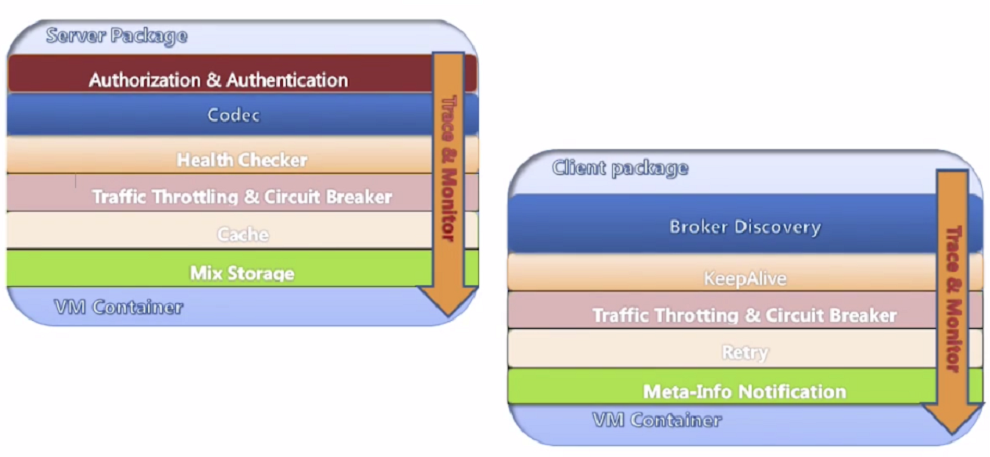 Server Package
Authorization & Authentication
Codec
Health Checker
Traffic Throttling & Circuit Breaker
Cache
Mix Storage
VM Container
Trace & Monitor
Client package
Broker Discovery
KeepAlive
Traffic Throtting & Circuit Breaker
Retry
Meta-Info Notification
VM Container
Trace & Monitor